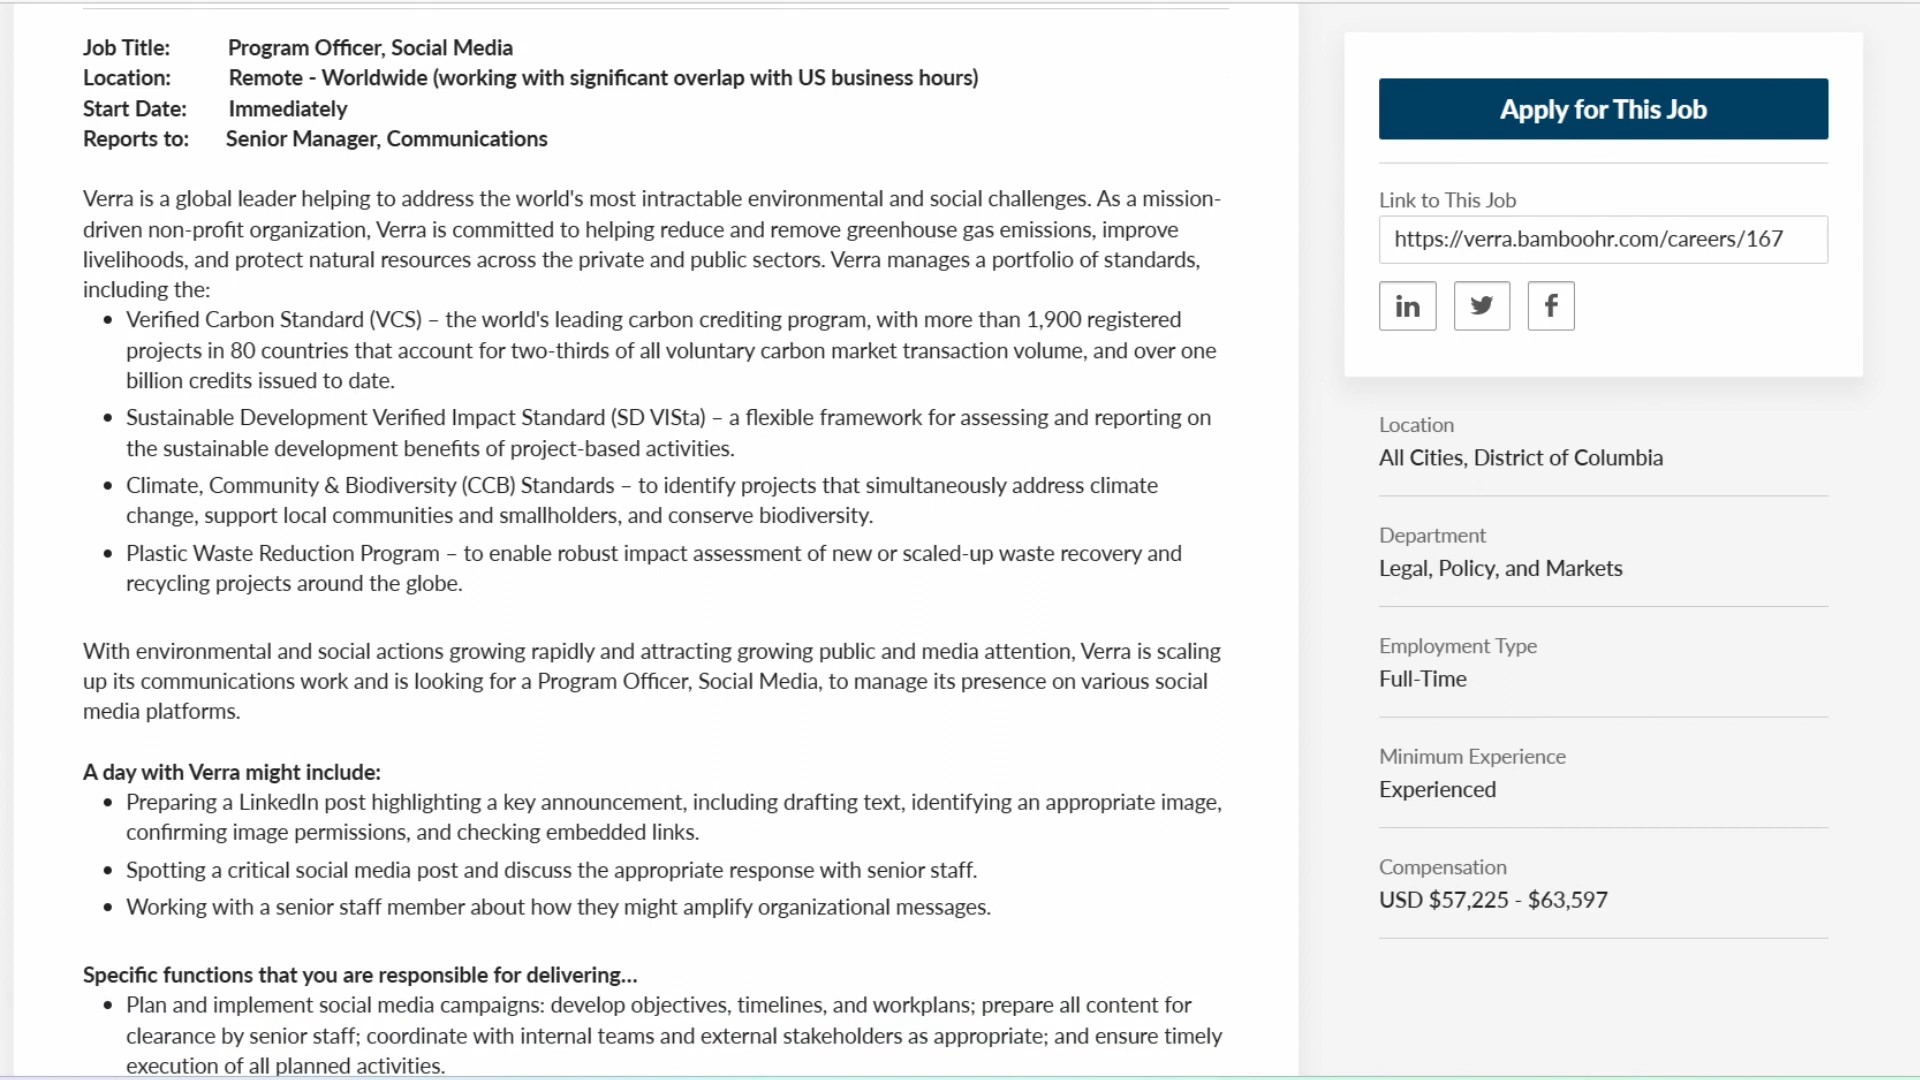 Job Title: Program Officer, Social Media
Location: Remote - Worldwide (working with significant overlap with US business hours)
Start Date: Immediately
Reports to: Senior Manager, Communications
Verra is a global leader helping to address the world's most intractable environmental and social challenges. As a mission-
driven non-profit organization, Verra is committed to helping reduce and remove greenhouse gas emissions, improve
livelihoods, and protect natural resources across the private and public sectors. Verra manages a portfolio of standards,
including the:
• Verified Carbon Standard (VCS) – the world's leading carbon crediting program, with more than 1,900 registered
projects in 80 countries that account for two-thirds of all voluntary carbon market transaction volume, and over one
billion credits issued to date.
• Sustainable Development Verified Impact Standard (SD VISta) – a flexible framework for assessing and reporting on
the sustainable development benefits of project-based activities.
• Climate, Community & Biodiversity (CCB) Standards – to identify projects that simultaneously address climate
change, support local communities and smallholders, and conserve biodiversity.
• Plastic Waste Reduction Program – to enable robust impact assessment of new or scaled-up waste recovery and
recycling projects around the globe.
With environmental and social actions growing rapidly and attracting growing public and media attention, Verra is scaling
up its communications work and is looking for a Program Officer, Social Media, to manage its presence on various social
media platforms.
A day with Verra might include:
• Preparing a LinkedIn post highlighting a key announcement, including drafting text, identifying an appropriate image,
confirming image permissions, and checking embedded links.
• Spotting a critical social media post and discuss the appropriate response with senior staff.
• Working with a senior staff member about how they might amplify organizational messages.
Specific functions that you are responsible for delivering...
• Plan and implement social media campaigns: develop objectives, timelines, and workplans; prepare all content for
clearance by senior staff; coordinate with internal teams and external stakeholders as appropriate; and ensure timely
execution of all planned activities.
Apply for This Job
Link to This Job
https://verra.bamboohr.com/careers/167
in
f
Location
All Cities, District of Columbia
Department
Legal, Policy, and Markets
Employment Type
Full-Time
Minimum Experience
Experienced
Compensation
USD $57,225 - $63,597